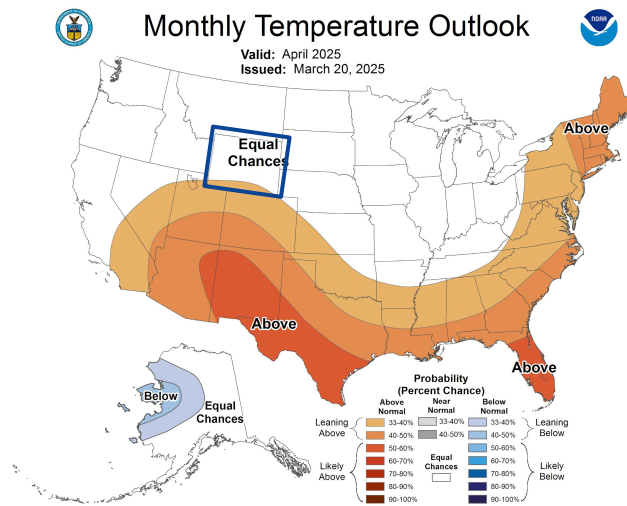 Monthly Temperature Outlook
NOAA
Valid: April 2025
Issued: March 20, 2025
Equal
Chances
Above
Above
Above
Below
Equal
Chances
Probability
(Percent Chance)
Above
Normal
Near
Normal
Below
Normal
Leaning
Above
33-40%
40-50%
33-40%
40-50%
33-40%
40-50%
Leaning
Below
Likely
Above
50-60%
60-70%
70-80%
80-90%
90-100%
Equal
Chances
50-60%
60-70%
70-80%
80-90%
90-100%
Likely
Below